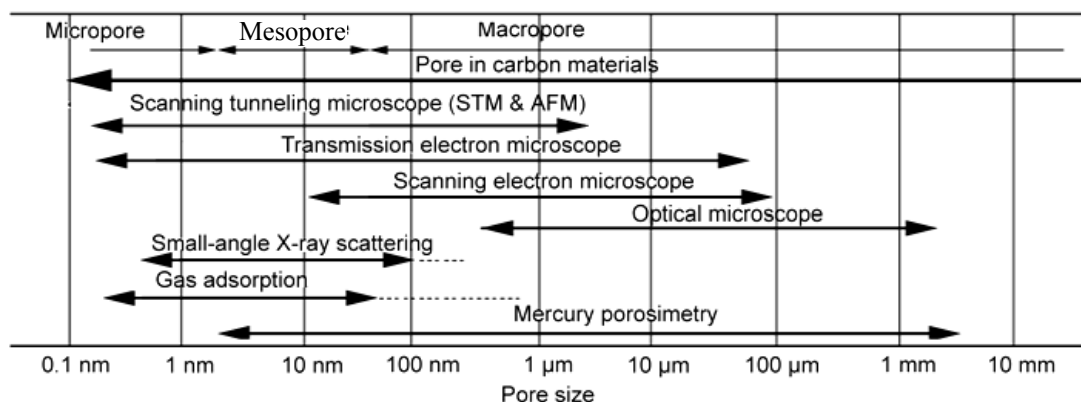 Micropore Mesopore Macropore
Pore in carbon materials
Scanning tunneling microscope (STM & AFM)
Transmission electron microscope
Scanning electron microscope
Optical microscope
Small-angle X-ray scattering
Gas adsorption
Mercury porosimetry
0.1 nm 1 nm 10 nm 100 nm 1 μm 10 μm 100 μm 1 mm 10 mm
Pore size